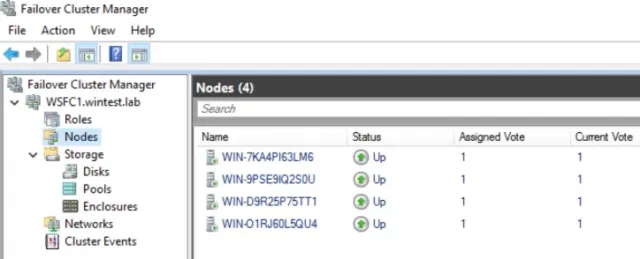 Failover Cluster Manager
File Action View Help
Failover Cluster Manager
WSFC1.wintest.lab
Roles
Nodes
Storage
Disks
Pools
Enclosures
Networks
Cluster Events
Nodes (4)
Search
Name Status Assigned Vote Current Vote
WIN-7KA4PI63LM6 Up 1 1
WIN-9PSE9IQ2S0U Up 1 1
WIN-D9R25P75TT1 Up 1 1
WIN-O1RJ60L5QU4 Up 1 1